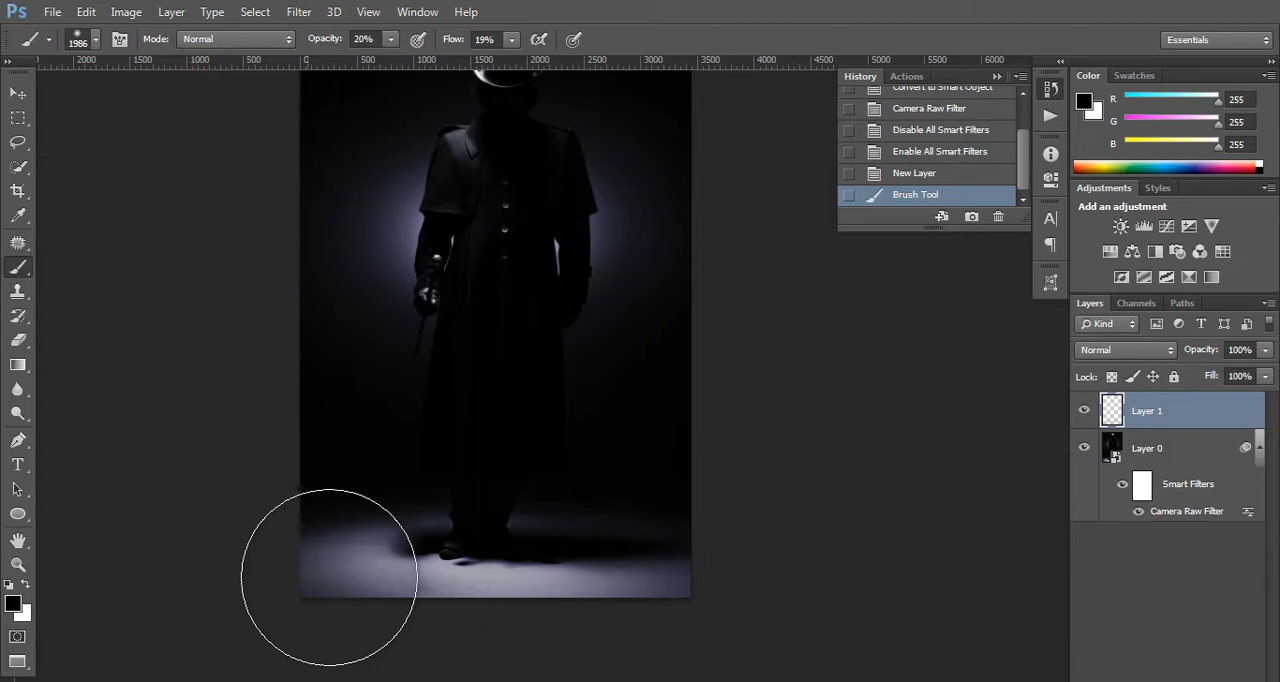 Ps File Edit Image Layer Type Select Filter 3D View Window Help
1986 Mode: Normal Opacity: 20% Flow: 19% Essentials
2000 1500 1000 500 0 500 1000 1500 2000 2500 3000 3500 4000 4500 5000 5500 6000
History Actions
Convert to Smart Object
Camera Raw Filter
Disable All Smart Filters
Enable All Smart Filters
New Layer
Brush Tool
Color Swatches
R 255
G 255
B 255
Adjustments Styles
Add an adjustment
Layers Channels Paths
Kind
Normal Opacity: 100%
Lock: Fill: 100%
Layer 1
Layer 0
Smart Filters
Camera Raw Filter